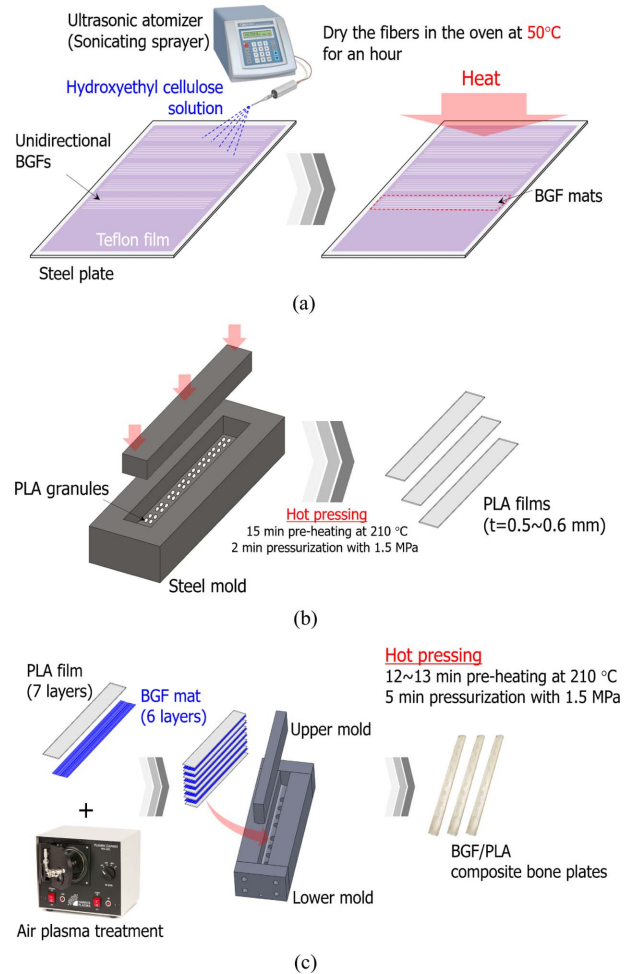 Ultrasonic atomizer
(Sonicating sprayer)
Dry the fibers in the oven at 50°C
for an hour
Hydroxyethyl cellulose
solution
Heat
Unidirectional
BGFs
BGF mats
Teflon film
Steel plate
(a)
PLA granules
Hot pressing
15 min pre-heating at 210 °C
2 min pressurization with 1.5 MPa
PLA films
(t=0.5~0.6 mm)
Steel mold
(b)
Hot pressing
12~13 min pre-heating at 210 °C
5 min pressurization with 1.5 MPa
PLA film
(7 layers)
BGF mat
(6 layers)
Upper mold
+
BGF/PLA
composite bone plates
Lower mold
Air plasma treatment
(c)